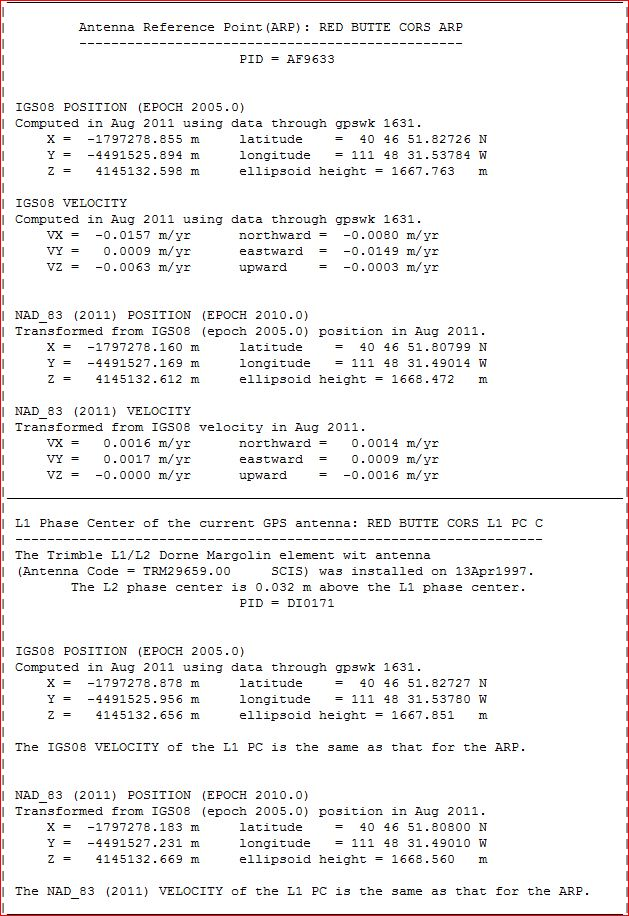 Antenna Reference Point(ARP): RED BUTTE CORS ARP
------------------------------------------------
PID = AF9633
IGS08 POSITION (EPOCH 2005.0)
Computed in Aug 2011 using data through gpswk 1631.
X = -1797278.855 m latitude = 40 46 51.82726 N
Y = -4491525.894 m longitude = 111 48 31.53784 W
Z = 4145132.598 m ellipsoid height = 1667.763 m
IGS08 VELOCITY
Computed in Aug 2011 using data through gpswk 1631.
VX = -0.0157 m/yr northward = -0.0080 m/yr
VY = 0.0009 m/yr eastward = -0.0149 m/yr
VZ = -0.0063 m/yr upward = -0.0003 m/yr
NAD_83 (2011) POSITION (EPOCH 2010.0)
Transformed from IGS08 (epoch 2005.0) position in Aug 2011.
X = -1797278.160 m latitude = 40 46 51.80799 N
Y = -4491527.169 m longitude = 111 48 31.49014 W
Z = 4145132.612 m ellipsoid height = 1668.472 m
NAD_83 (2011) VELOCITY
Transformed from IGS08 velocity in Aug 2011.
VX = 0.0016 m/yr northward = 0.0014 m/yr
VY = 0.0017 m/yr eastward = 0.0009 m/yr
VZ = -0.0000 m/yr upward = -0.0016 m/yr
L1 Phase Center of the current GPS antenna: RED BUTTE CORS L1 PC C
------------------------------------------------------------------
The Trimble L1/L2 Dorne Margolin element wit antenna
(Antenna Code = TRM29659.00 SCIS) was installed on 13Apr1997.
The L2 phase center is 0.032 m above the L1 phase center.
PID = DI0171
IGS08 POSITION (EPOCH 2005.0)
Computed in Aug 2011 using data through gpswk 1631.
X = -1797278.878 m latitude = 40 46 51.82727 N
Y = -4491525.956 m longitude = 111 48 31.53780 W
Z = 4145132.656 m ellipsoid height = 1667.851 m
The IGS08 VELOCITY of the L1 PC is the same as that for the ARP.
NAD_83 (2011) POSITION (EPOCH 2010.0)
Transformed from IGS08 (epoch 2005.0) position in Aug 2011.
X = -1797278.183 m latitude = 40 46 51.80800 N
Y = -4491527.231 m longitude = 111 48 31.49010 W
Z = 4145132.669 m ellipsoid height = 1668.560 m
The NAD_83 (2011) VELOCITY of the L1 PC is the same as that for the ARP.